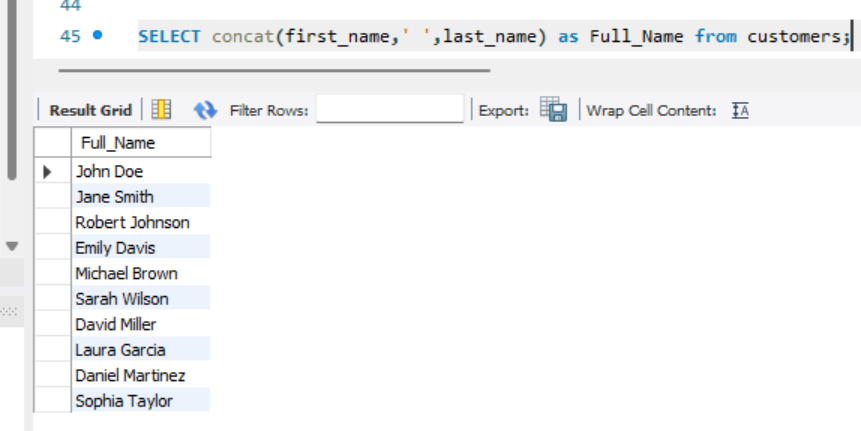 44
45 SELECT concat(first_name,' ',last_name) as Full_Name from customers;
Result Grid Filter Rows: Export: Wrap Cell Content: IA
Full_Name
John Doe
Jane Smith
Robert Johnson
Emily Davis
Michael Brown
Sarah Wilson
David Miller
Laura Garcia
Daniel Martinez
Sophia Taylor